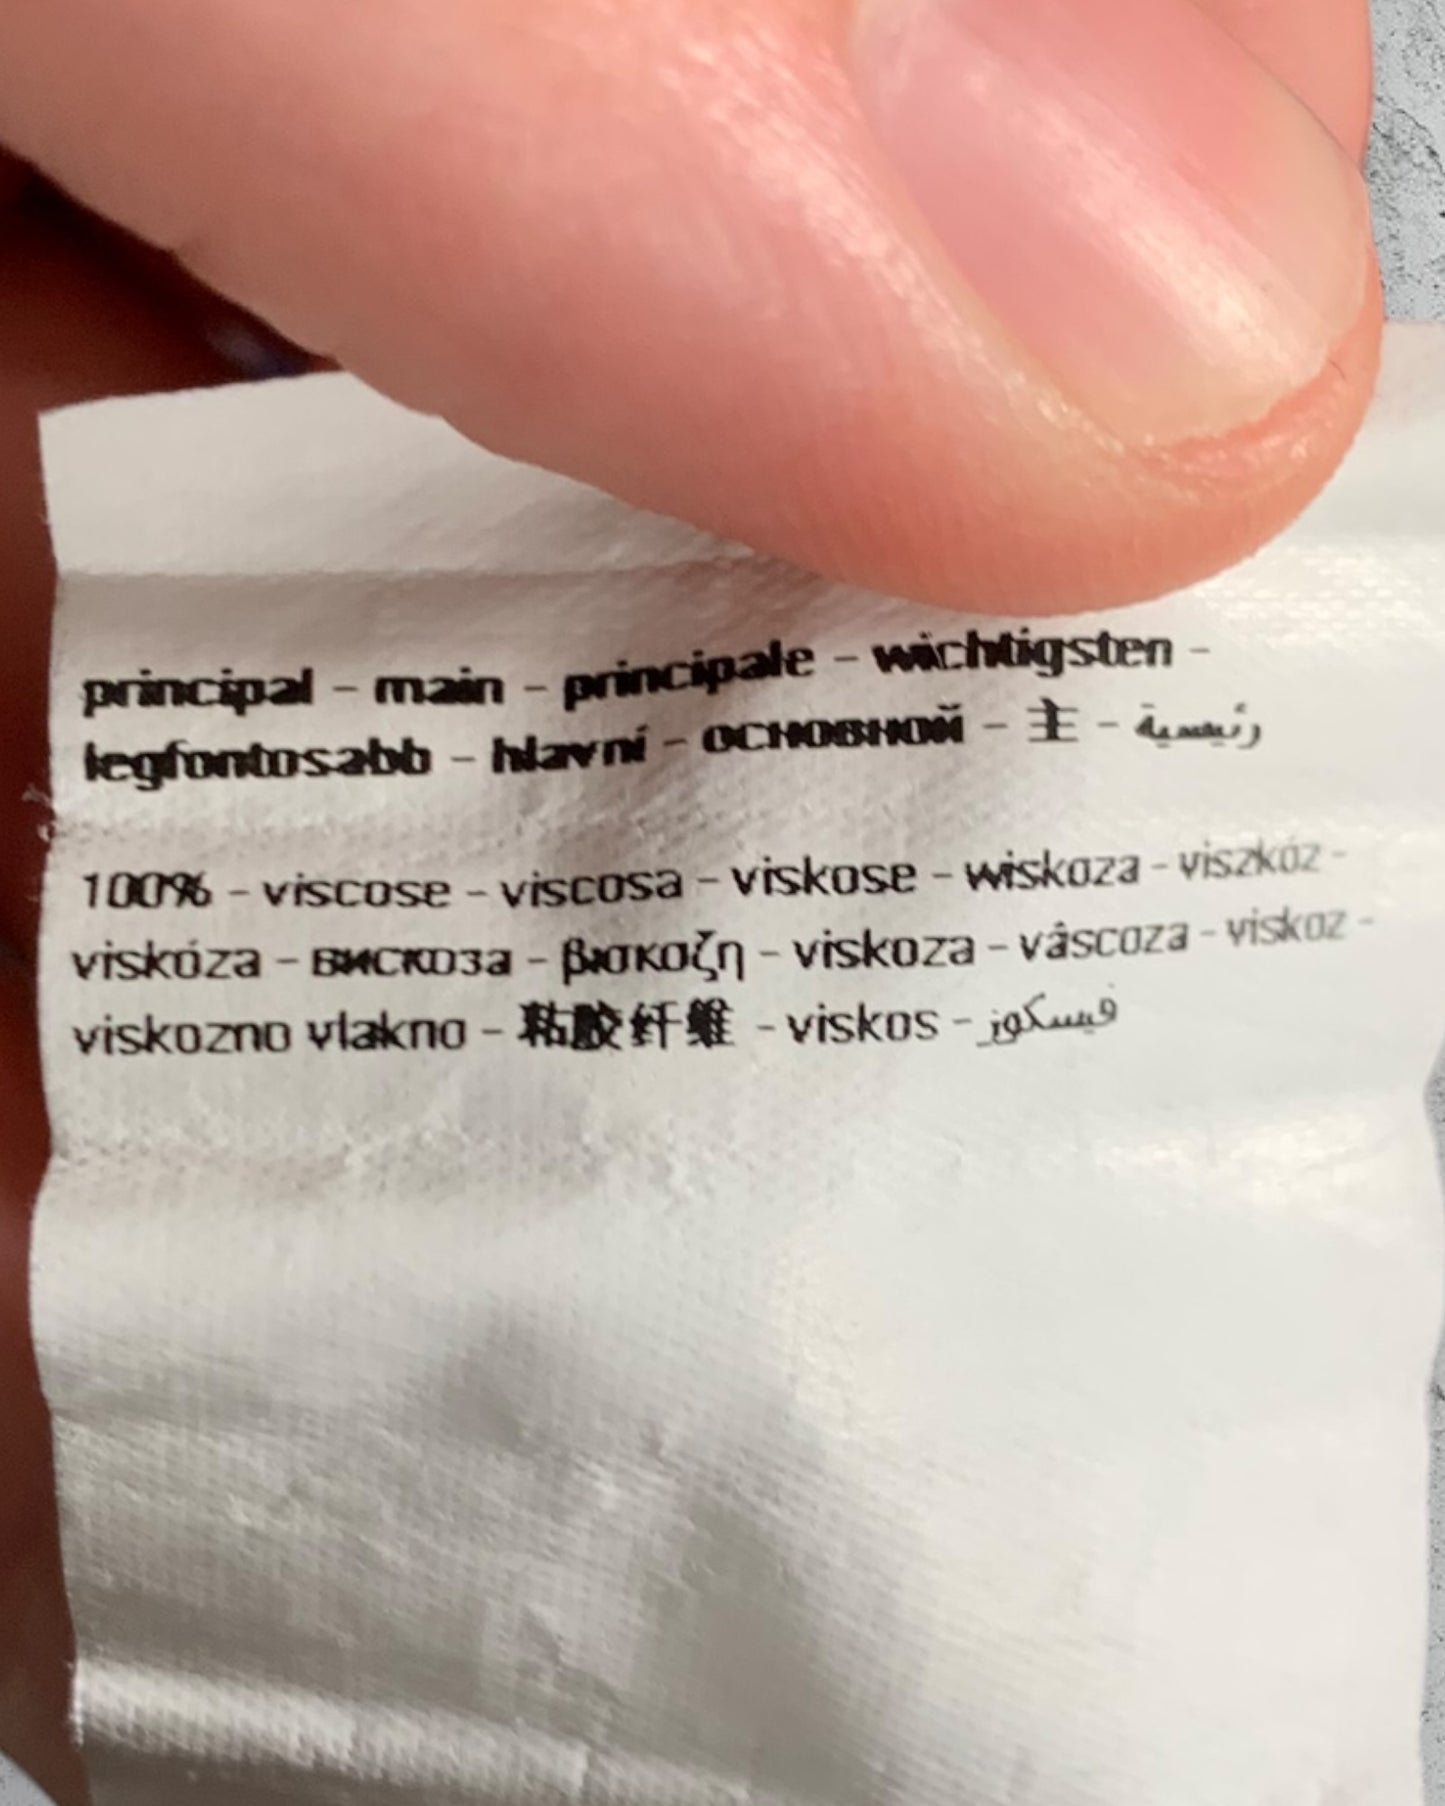 principal - main - principale - wichtigsten -
legfontosabb - hlavní - основной - 主 - رئيسية
100% - viscose - viscosa - viskose - wiskoza - viszkóz -
viskóza - вискоза - βισκοζη - viskoza - vâscoza - viskoz -
viskozno vlakno - 粘胶纤维 - viskos - فيسكوز